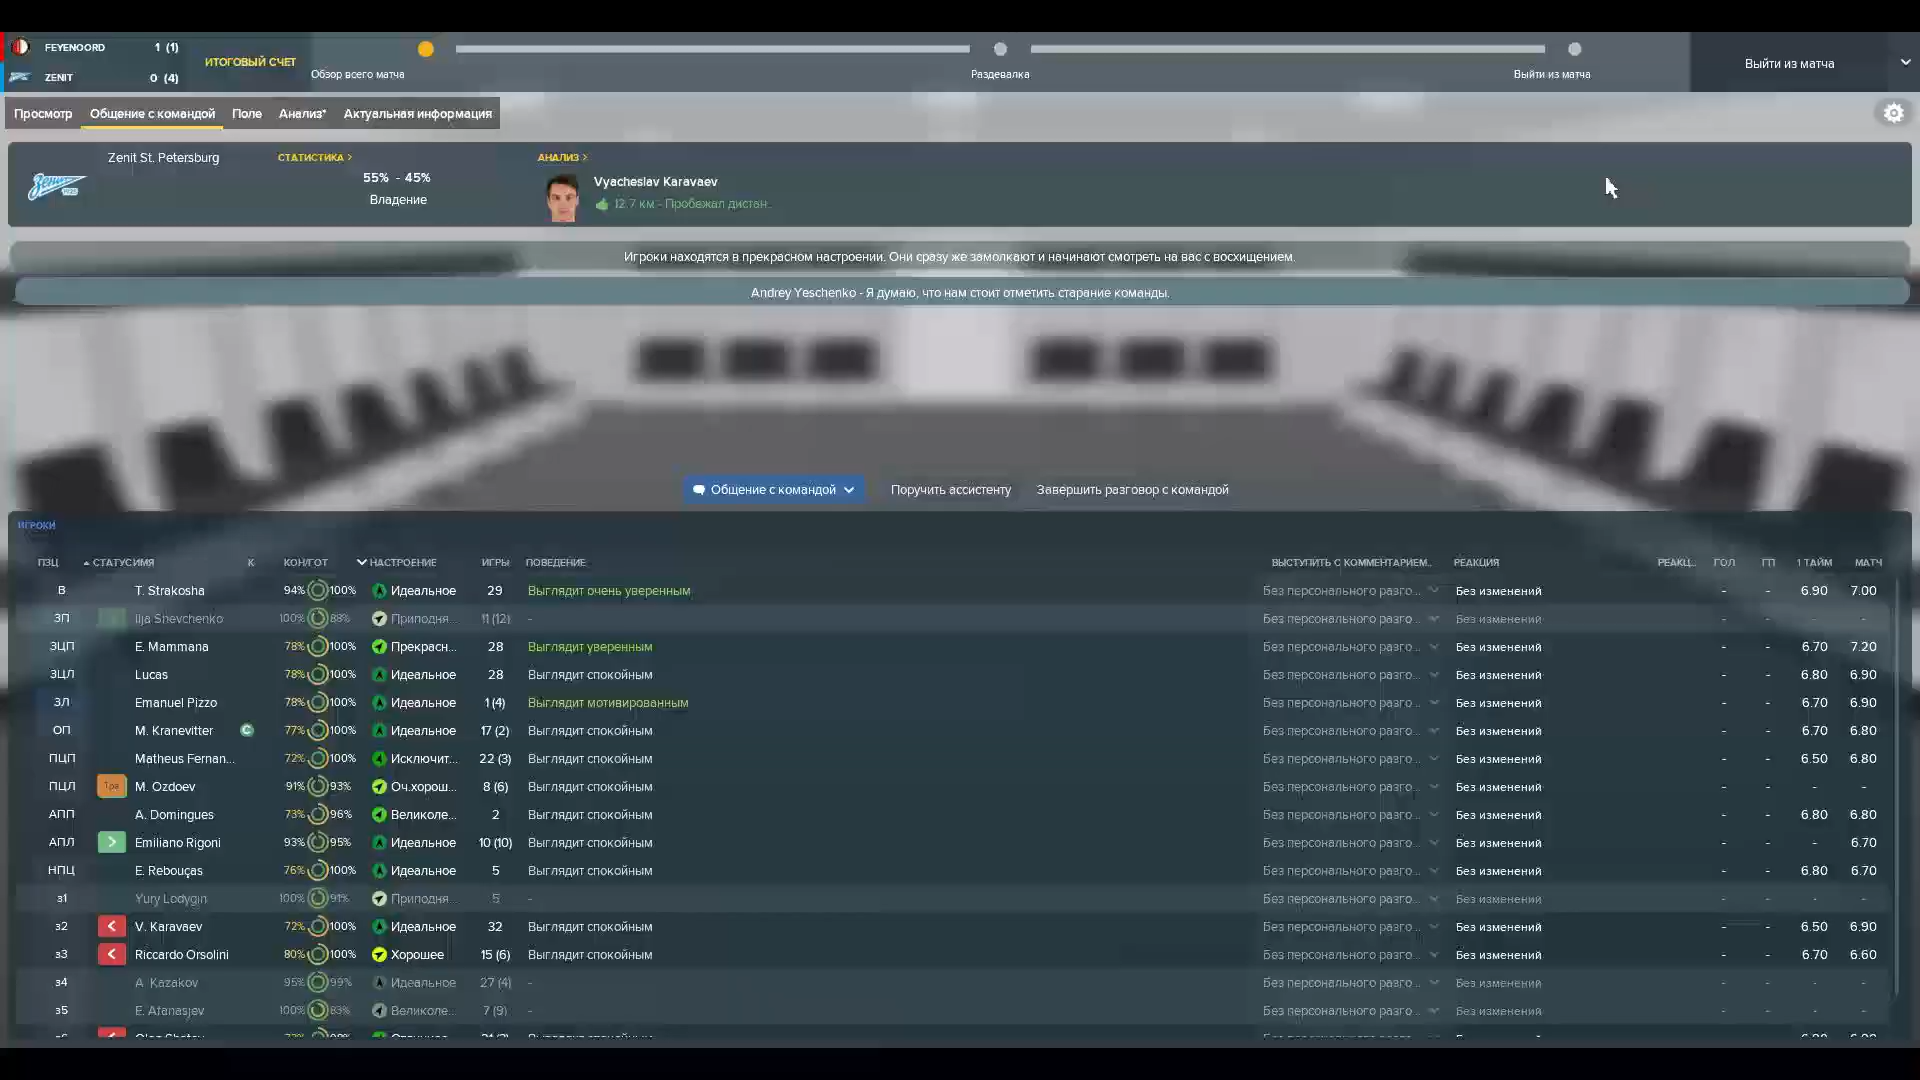 FEYENOORD 1 (1)
ZENIT 0 (4)
ИТОГОВЫЙ СЧЕТ
Обзор всего матча
Раздевалка
Выйти из матча
Выйти из матча
Просмотр Общение с командой Поле Анализ* Актуальная информация
Zenit St. Petersburg
СТАТИСТИКА >
55% - 45%
Владение
АНАЛИЗ >
Vyacheslav Karavaev
12.7 км - Пробежал дистан...
Игроки находятся в прекрасном настроении. Они сразу же замолкают и начинают смотреть на вас с восхищением.
Andrey Yeschenko - Я думаю, что нам стоит отметить старание команды.
Общение с командой Поручить ассистенту Завершить разговор с командой
ИГРОКИ
ПЗЦ СТАТУС ИМЯ К КОН/ГОТ НАСТРОЕНИЕ ИГРЫ ПОВЕДЕНИЕ ВЫСТУПИТЬ С КОММЕНТАРИЕМ... РЕАКЦИЯ РЕАКЦ... ГОЛ ГП 1 ТАЙМ МАТЧ
В T. Strakosha 94% 100% Идеальное 29 Выглядит очень уверенным Без персонального разго... Без изменений - - 6.90 7.00
ЗП Ilja Shevchenko 100% 88% Приподня... 11 (12) - Без персонального разго... Без изменений - - - -
ЗЦП E. Mammana 78% 100% Прекрасн... 28 Выглядит уверенным Без персонального разго... Без изменений - - 6.70 7.20
ЗЦЛ Lucas 78% 100% Идеальное 28 Выглядит спокойным Без персонального разго... Без изменений - - 6.80 6.90
ЗЛ Emanuel Pizzo 78% 100% Идеальное 1 (4) Выглядит мотивированным Без персонального разго... Без изменений - - 6.70 6.90
ОП M. Kranevitter C 77% 100% Идеальное 17 (2) Выглядит спокойным Без персонального разго... Без изменений - - 6.70 6.80
ПЦП Matheus Fernan... 72% 100% Исключит... 22 (3) Выглядит спокойным Без персонального разго... Без изменений - - 6.50 6.80
ПЦЛ Тра M. Ozdoev 91% 93% Оч.хорош... 8 (6) Выглядит спокойным Без персонального разго... Без изменений - - - -
АПП A. Domingues 73% 96% Великоле... 2 Выглядит спокойным Без персонального разго... Без изменений - - 6.80 6.80
АПЛ Emiliano Rigoni 93% 95% Идеальное 10 (10) Выглядит спокойным Без персонального разго... Без изменений - - - 6.70
НПЦ E. Rebouças 76% 100% Идеальное 5 Выглядит спокойным Без персонального разго... Без изменений - - 6.80 6.70
з1 Yury Lodygin 100% 91% Приподня... 5 - Без персонального разго... Без изменений - - - -
з2 V. Karavaev 72% 100% Идеальное 32 Выглядит спокойным Без персонального разго... Без изменений - - 6.50 6.90
з3 Riccardo Orsolini 80% 100% Хорошее 15 (6) Выглядит спокойным Без персонального разго... Без изменений - - 6.70 6.60
з4 A. Kazakov 95% 99% Идеальное 27 (4) - Без персонального разго... Без изменений - - - -
з5 E. Afanasjev 100% 83% Великоле... 7 (9) - Без персонального разго... Без изменений - - - -